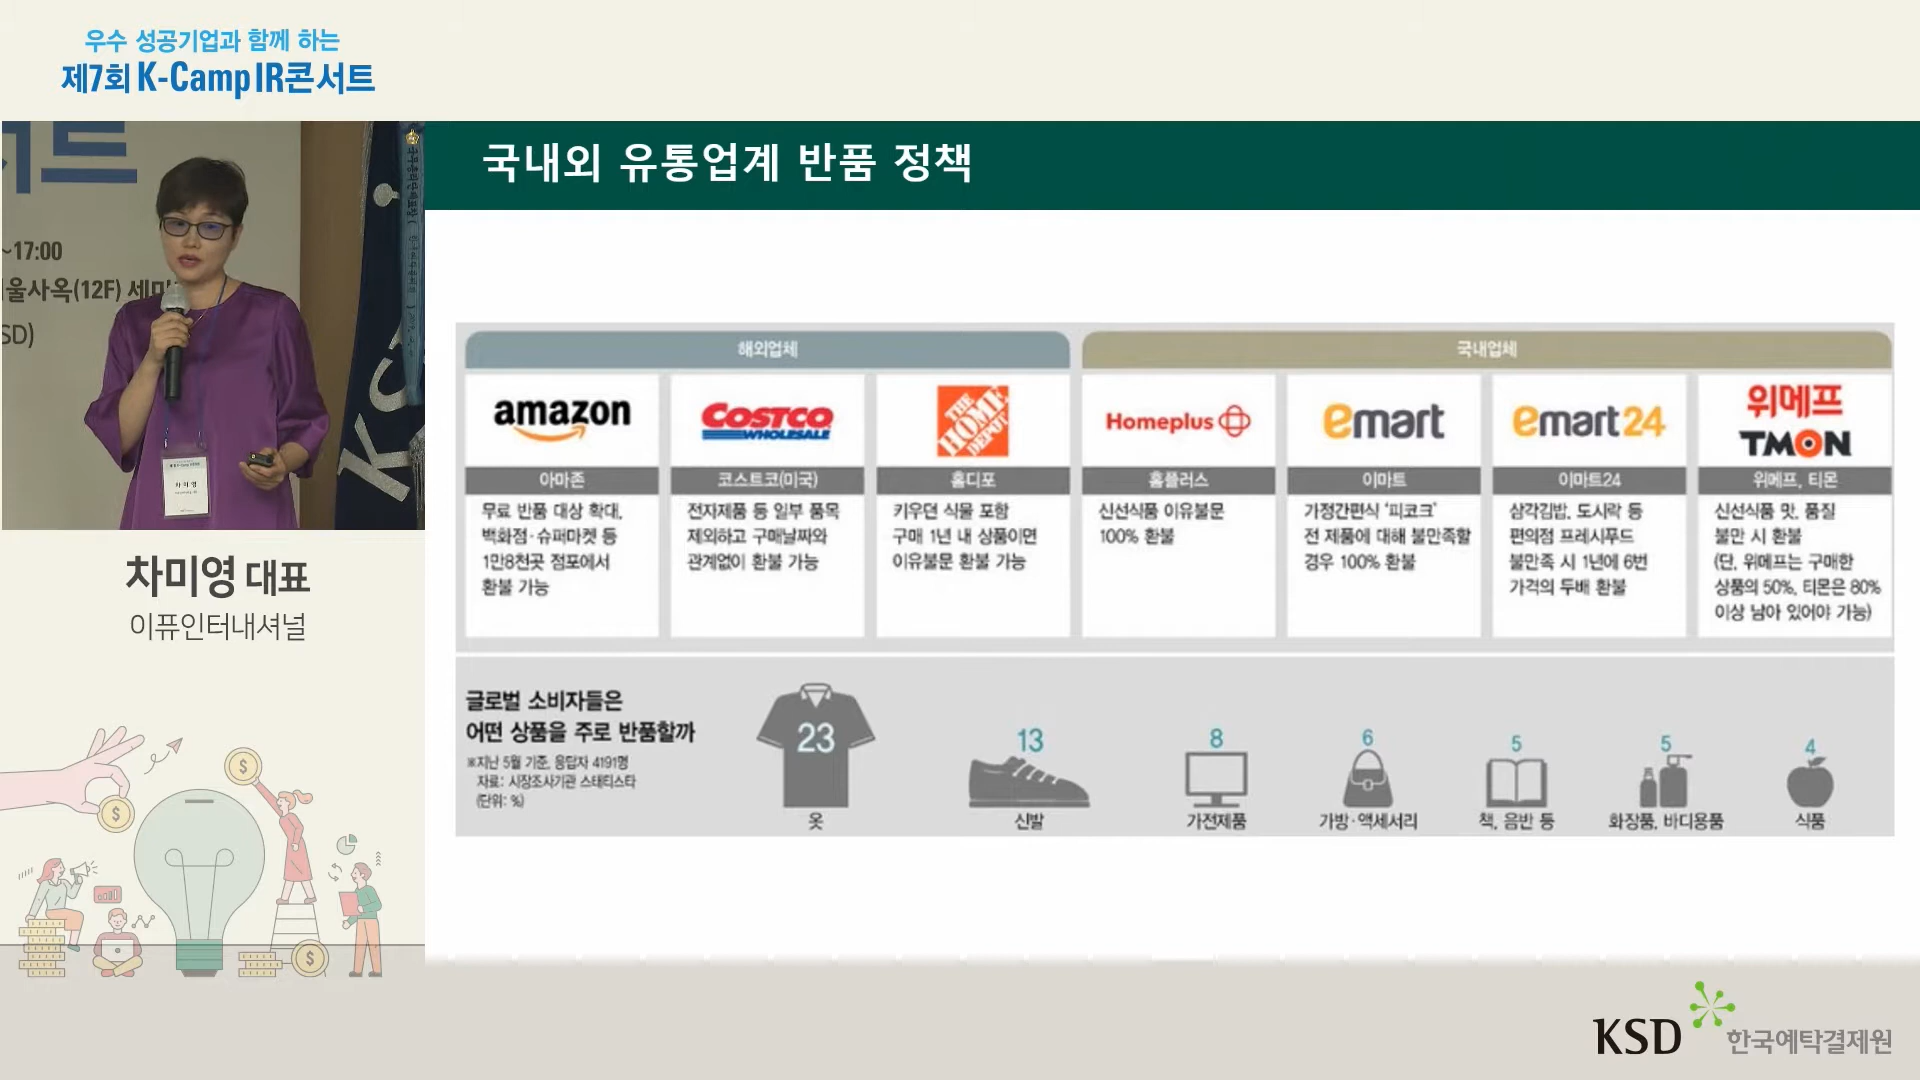 우수 성공기업과 함께 하는
제7회 K-Camp IR콘서트
서트
~17:00
울사옥(12F) 세미
SD)
차미영
차미영 대표
이퓨인터내셔널
국내외 유통업계 반품 정책
해외업체
국내업체
amazon
COSTCO
WHOLESALE
THE HOME DEPOT
Homeplus
emart
emart24
위메프
TMON
아마존
코스트코(미국)
홈디포
홈플러스
이마트
이마트24
위메프, 티몬
무료 반품 대상 확대,
백화점·슈퍼마켓 등
1만8천곳 점포에서
환불 가능
전자제품 등 일부 품목
제외하고 구매날짜와
관계없이 환불 가능
키우던 식물 포함
구매 1년 내 상품이면
이유불문 환불 가능
신선식품 이유불문
100% 환불
가정간편식 ‘피코크’
전 제품에 대해 불만족할
경우 100% 환불
삼각김밥, 도시락 등
편의점 프레시푸드
불만족 시 1년에 6번
가격의 두배 환불
신선식품 맛, 품질
불만 시 환불
(단, 위메프는 구매한
상품의 50%, 티몬은 80%
이상 남아 있어야 가능)
글로벌 소비자들은
어떤 상품을 주로 반품할까
※지난 5월 기준, 응답자 4191명
자료: 시장조사기관 스태티스타
(단위: %)
23
옷
13
신발
8
가전제품
6
가방·액세서리
5
책, 음반 등
5
화장품, 바디용품
4
식품
KSD 한국예탁결제원